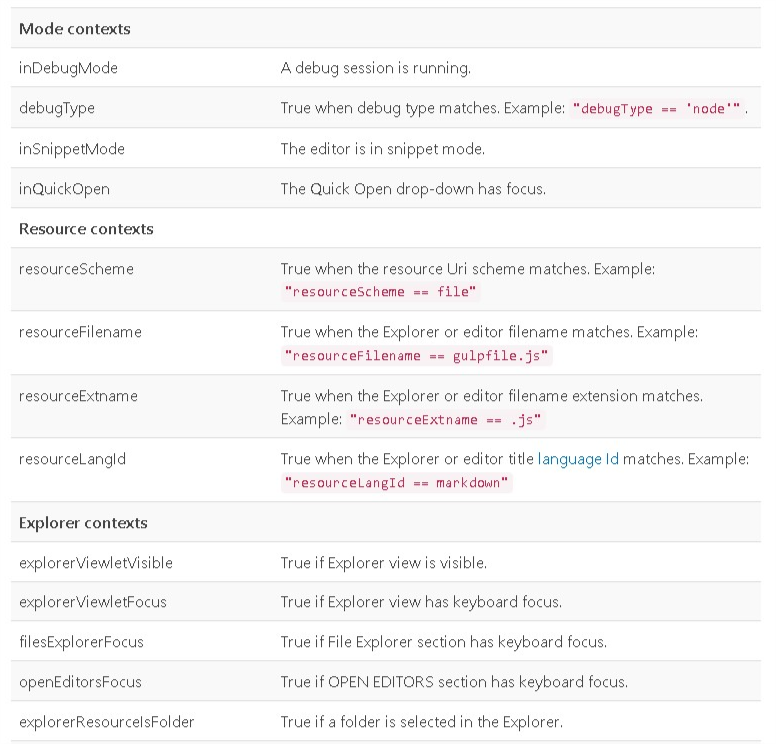 Mode contexts
inDebugMode A debug session is running.
debugType True when debug type matches. Example: "debugType == 'node'".
inSnippetMode The editor is in snippet mode.
inQuickOpen The Quick Open drop-down has focus.
Resource contexts
resourceScheme True when the resource Uri scheme matches. Example:
"resourceScheme == file"
resourceFilename True when the Explorer or editor filename matches. Example:
"resourceFilename == gulpfile.js"
resourceExtname True when the Explorer or editor filename extension matches.
Example: "resourceExtname == .js"
resourceLangId True when the Explorer or editor title language Id matches. Example:
"resourceLangId == markdown"
Explorer contexts
explorerViewletVisible True if Explorer view is visible.
explorerViewletFocus True if Explorer view has keyboard focus.
filesExplorerFocus True if File Explorer section has keyboard focus.
openEditorsFocus True if OPEN EDITORS section has keyboard focus.
explorerResourceIsFolder True if a folder is selected in the Explorer.